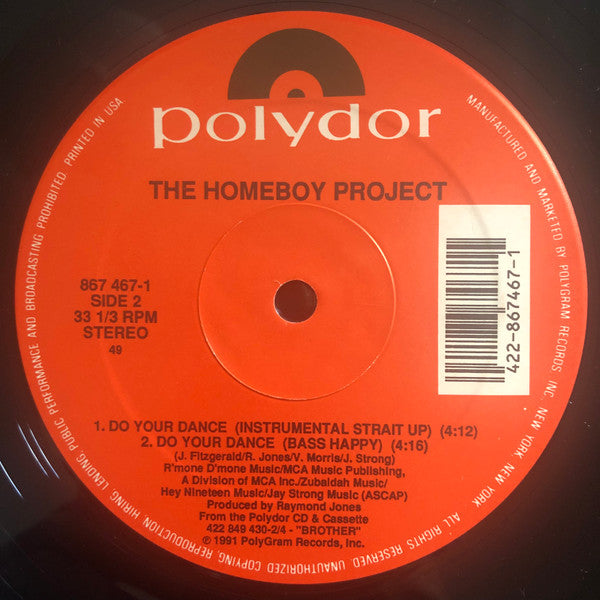 polydor
THE HOMEBOY PROJECT
867 467-1
SIDE 2
33 1/3 RPM
STEREO
49
422-867467-1
1. DO YOUR DANCE (INSTRUMENTAL STRAIT UP) (4:12)
2. DO YOUR DANCE (BASS HAPPY) (4:16)
(J. Fitzgerald/R. Jones/V. Morris/J. Strong)
R'mone D'mone Music/MCA Music Publishing,
A Division of MCA Inc./Zubaidah Music/
Hey Nineteen Music/Jay Strong Music (ASCAP)
Produced by Raymond Jones
From the Polydor CD & Cassette
422 849 430-2/4 - "BROTHER"
℗ 1991 PolyGram Records, Inc.
MANUFACTURED AND MARKETED BY POLYGRAM RECORDS, INC. NEW YORK, NEW YORK. ALL RIGHTS RESERVED. UNAUTHORIZED COPYING, REPRODUCTION, HIRING, LENDING, PUBLIC PERFORMANCE AND BROADCASTING PROHIBITED. PRINTED IN USA